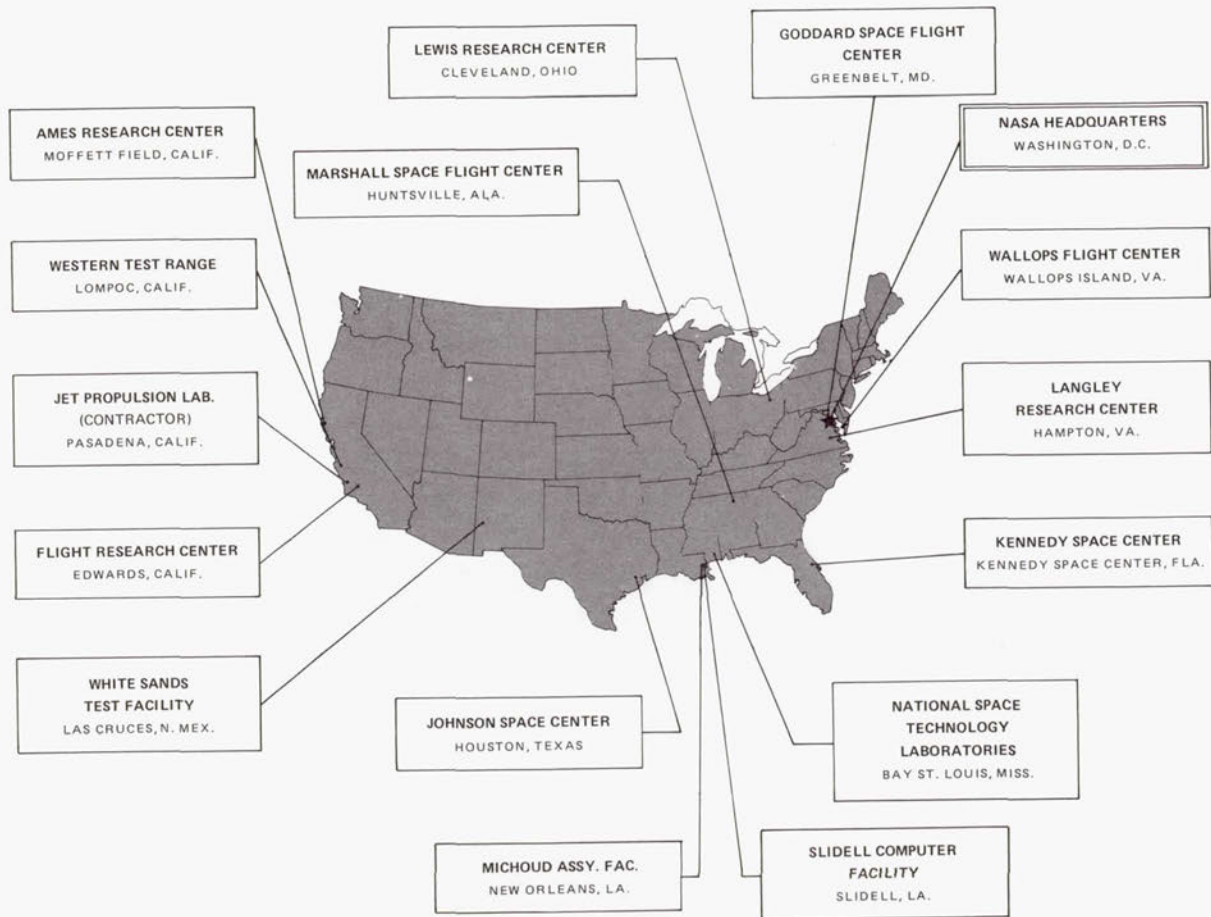 LEWIS RESEARCH CENTER
CLEVELAND, OHIO
GODDARD SPACE FLIGHT
CENTER
GREENBELT, MD.
AMES RESEARCH CENTER
MOFFETT FIELD, CALIF.
MARSHALL SPACE FLIGHT CENTER
HUNTSVILLE, ALA.
NASA HEADQUARTERS
WASHINGTON, D.C.
WESTERN TEST RANGE
LOMPOC, CALIF.
WALLOPS FLIGHT CENTER
WALLOPS ISLAND, VA.
JET PROPULSION LAB.
(CONTRACTOR)
PASADENA, CALIF.
LANGLEY
RESEARCH CENTER
HAMPTON, VA.
FLIGHT RESEARCH CENTER
EDWARDS, CALIF.
KENNEDY SPACE CENTER
KENNEDY SPACE CENTER, FLA.
WHITE SANDS
TEST FACILITY
LAS CRUCES, N. MEX.
JOHNSON SPACE CENTER
HOUSTON, TEXAS
NATIONAL SPACE
TECHNOLOGY
LABORATORIES
BAY ST. LOUIS, MISS.
MICHOUD ASSY. FAC.
NEW ORLEANS, LA.
SLIDELL COMPUTER
FACILITY
SLIDELL, LA.